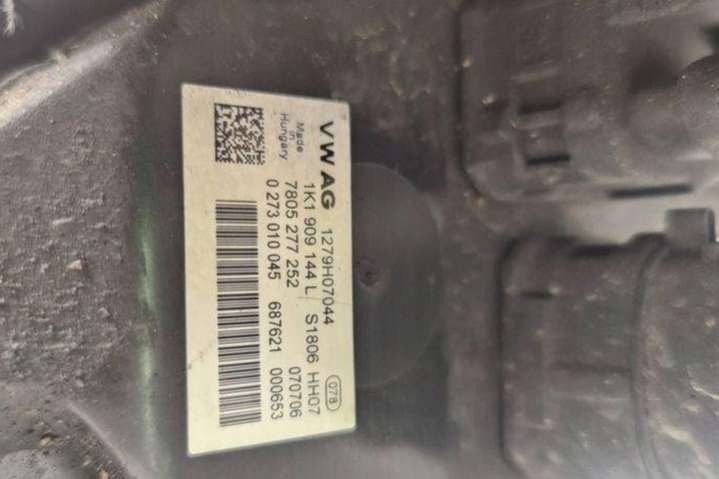 VW AG 1279H07044 078
1K1 909 144 L S1806 HH07
7805 277 252 070706
0 273 010 045 687621 000653
Made
in
Hungary